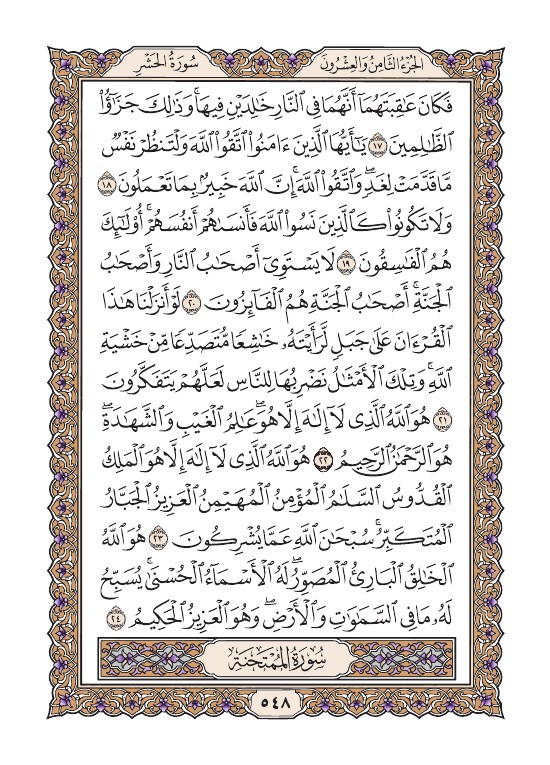 الجزء الثامن والعشرون
سورة الحشر
فَكَانَ عَٰقِبَتَهُمَآ أَنَّهُمَا فِي ٱلنَّارِ خَٰلِدَيۡنِ فِيهَاۚ وَذَٰلِكَ جَزَٰٓؤُاْ
ٱلظَّٰلِمِينَ ١٧ يَٰٓأَيُّهَا ٱلَّذِينَ ءَامَنُواْ ٱتَّقُواْ ٱللَّهَ وَلۡتَنظُرۡ نَفۡسٞ
مَّا قَدَّمَتۡ لِغَدٖۖ وَٱتَّقُواْ ٱللَّهَۚ إِنَّ ٱللَّهَ خَبِيرُۢ بِمَا تَعۡمَلُونَ ١٨
وَلَا تَكُونُواْ كَٱلَّذِينَ نَسُواْ ٱللَّهَ فَأَنسَىٰهُمۡ أَنفُسَهُمۡۚ أُوْلَٰٓئِكَ
هُمُ ٱلۡفَٰسِقُونَ ١٩ لَا يَسۡتَوِيٓ أَصۡحَٰبُ ٱلنَّارِ وَأَصۡحَٰبُ
ٱلۡجَنَّةِۚ أَصۡحَٰبُ ٱلۡجَنَّةِ هُمُ ٱلۡفَآئِزُونَ ٢٠ لَوۡ أَنزَلۡنَا هَٰذَا
ٱلۡقُرۡءَانَ عَلَىٰ جَبَلٖ لَّرَأَيۡتَهُۥ خَٰشِعٗا مُّتَصَدِّعٗا مِّنۡ خَشۡيَةِ
ٱللَّهِۚ وَتِلۡكَ ٱلۡأَمۡثَٰلُ نَضۡرِبُهَا لِلنَّاسِ لَعَلَّهُمۡ يَتَفَكَّرُونَ
٢١ هُوَ ٱللَّهُ ٱلَّذِي لَآ إِلَٰهَ إِلَّا هُوَۖ عَٰلِمُ ٱلۡغَيۡبِ وَٱلشَّهَٰدَةِۖ
هُوَ ٱلرَّحۡمَٰنُ ٱلرَّحِيمُ ٢٢ هُوَ ٱللَّهُ ٱلَّذِي لَآ إِلَٰهَ إِلَّا هُوَ ٱلۡمَلِكُ
ٱلۡقُدُّوسُ ٱلسَّلَٰمُ ٱلۡمُؤۡمِنُ ٱلۡمُهَيۡمِنُ ٱلۡعَزِيزُ ٱلۡجَبَّارُ
ٱلۡمُتَكَبِّرُۚ سُبۡحَٰنَ ٱللَّهِ عَمَّا يُشۡرِكُونَ ٢٣ هُوَ ٱللَّهُ
ٱلۡخَٰلِقُ ٱلۡبَارِئُ ٱلۡمُصَوِّرُۖ لَهُ ٱلۡأَسۡمَآءُ ٱلۡحُسۡنَىٰۚ يُسَبِّحُ
لَهُۥ مَا فِي ٱلسَّمَٰوَٰتِ وَٱلۡأَرۡضِۖ وَهُوَ ٱلۡعَزِيزُ ٱلۡحَكِيمُ ٢٤
سورة الممتحنة
٥٤٨